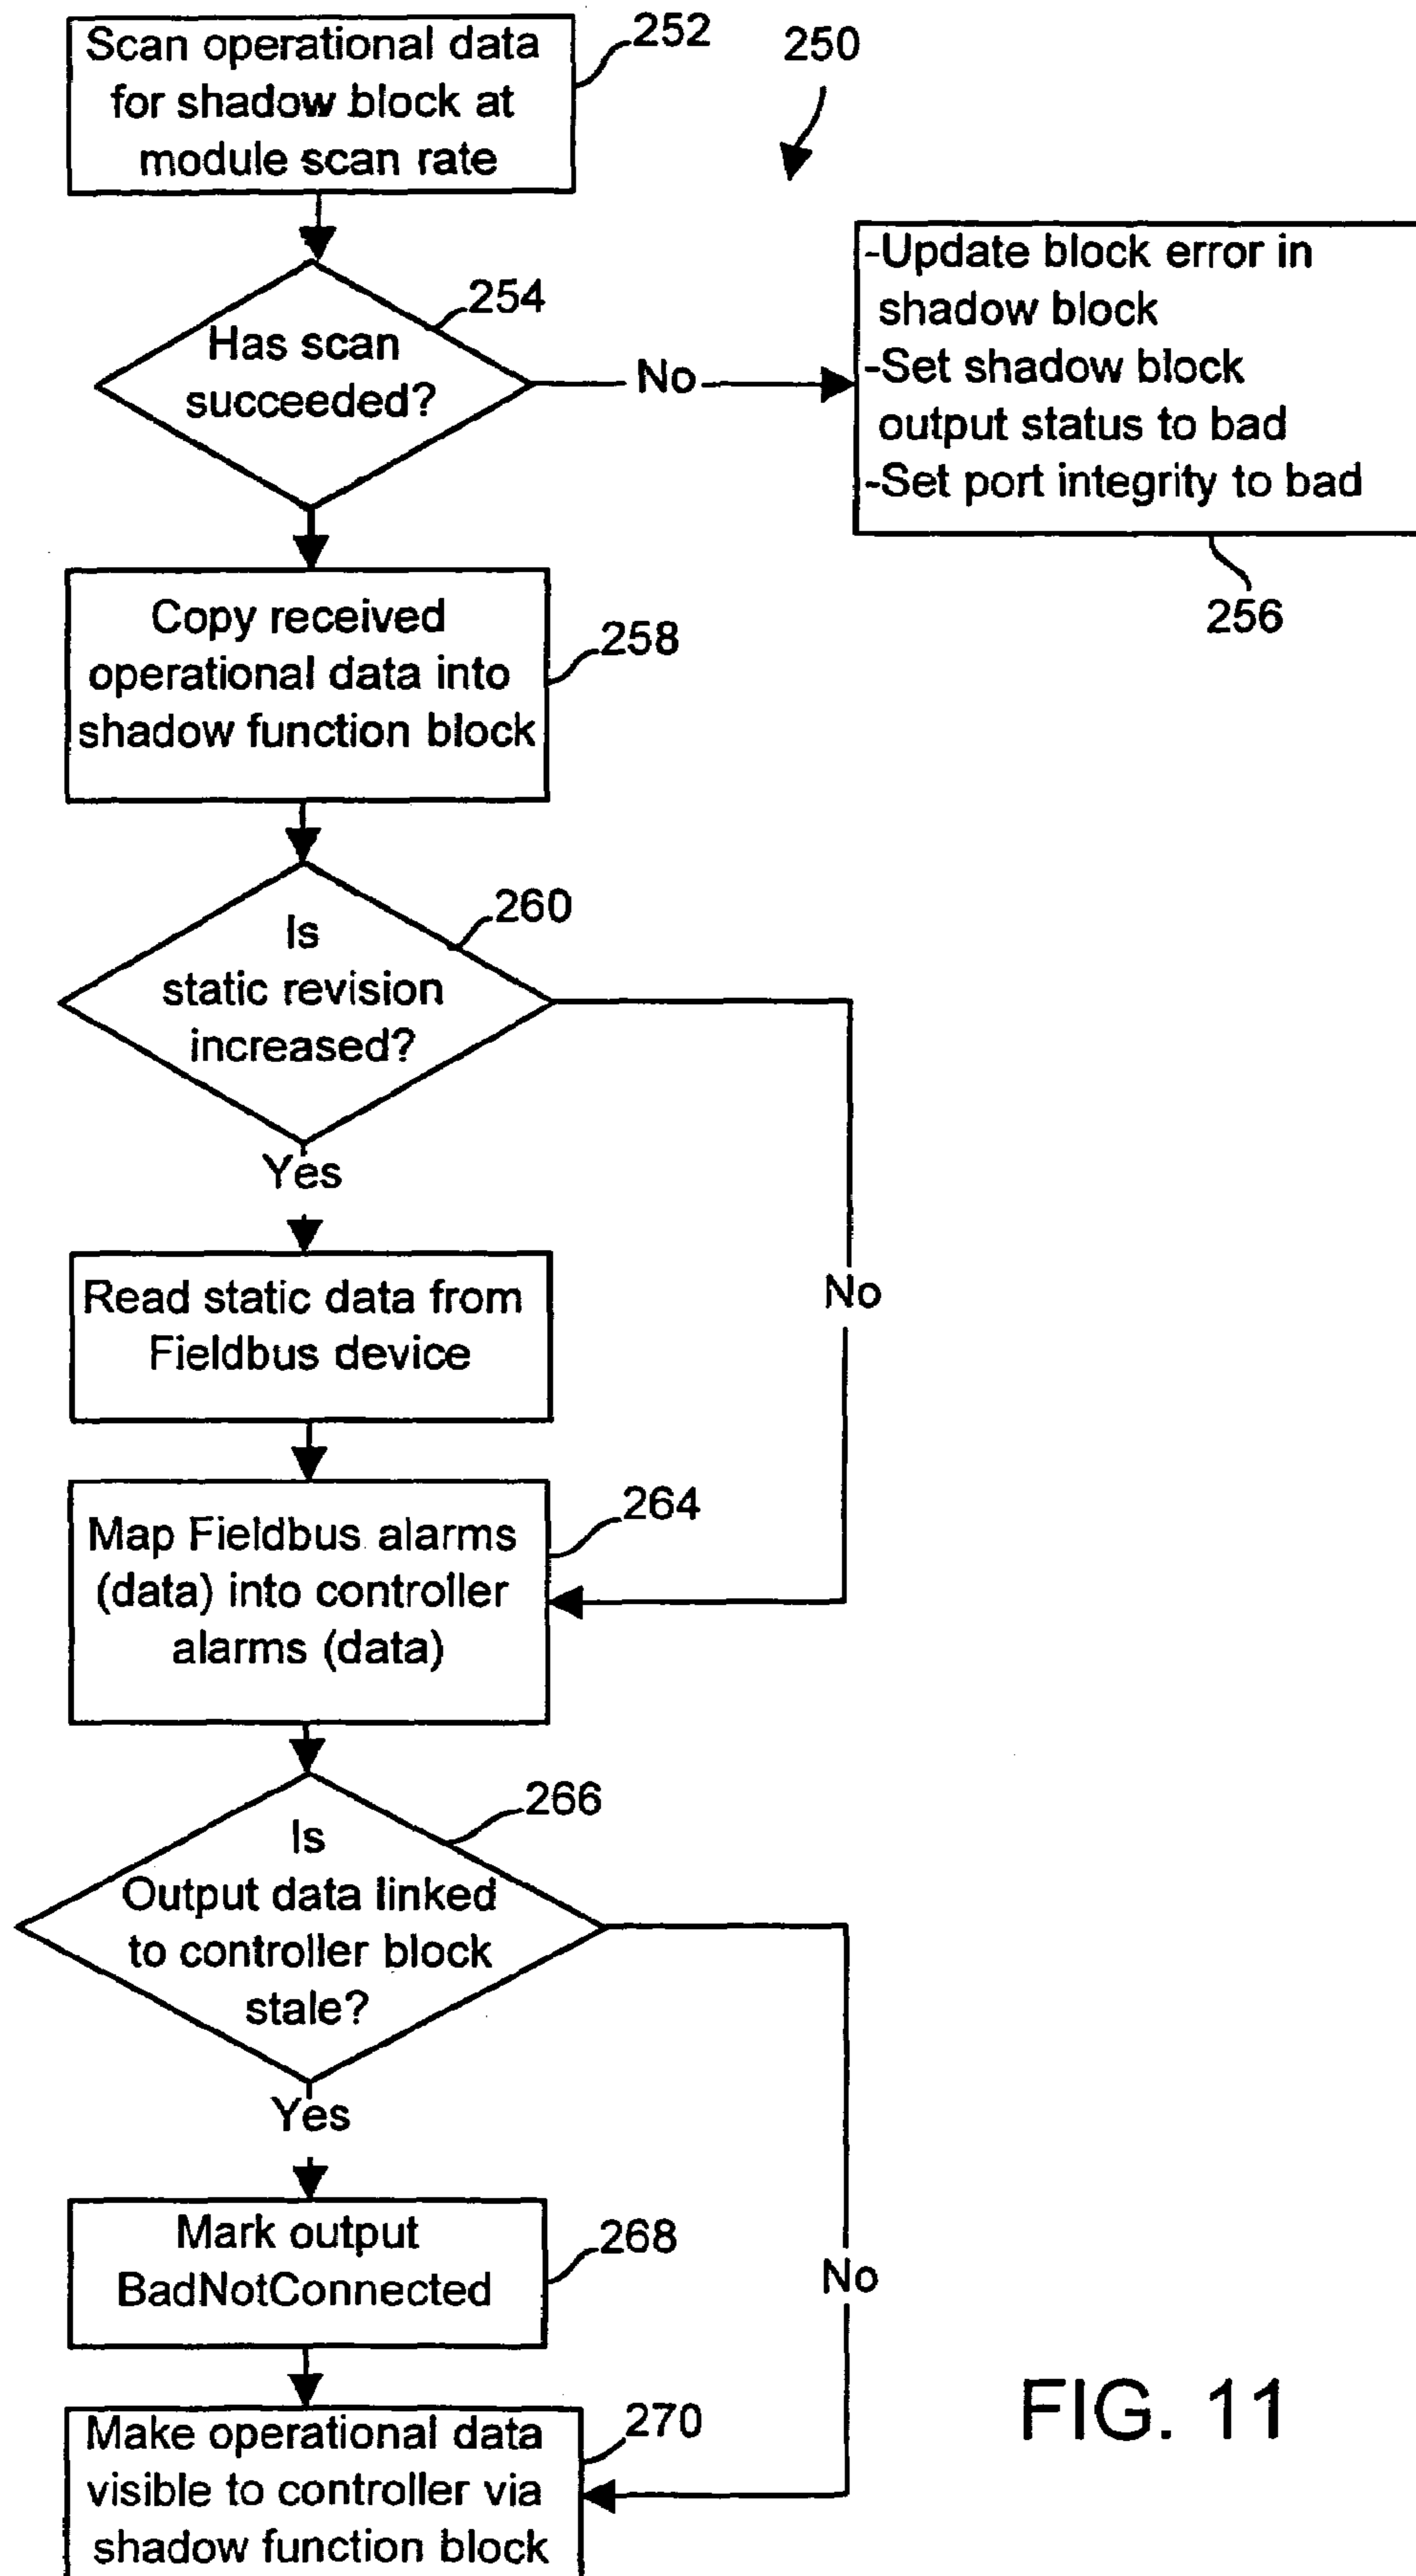 Scan operational data
for shadow block at
module scan rate
252
250
254
Has scan
succeeded?
No
-Update block error in
shadow block
-Set shadow block
output status to bad
-Set port integrity to bad
256
Copy received
operational data into
shadow function block
258
260
Is
static revision
increased?
Yes
No
Read static data from
Fieldbus device
Map Fieldbus alarms
(data) into controller
alarms (data)
264
266
Is
Output data linked
to controller block
stale?
Yes
No
Mark output
BadNotConnected
268
Make operational data
visible to controller via
shadow function block
270
FIG. 11